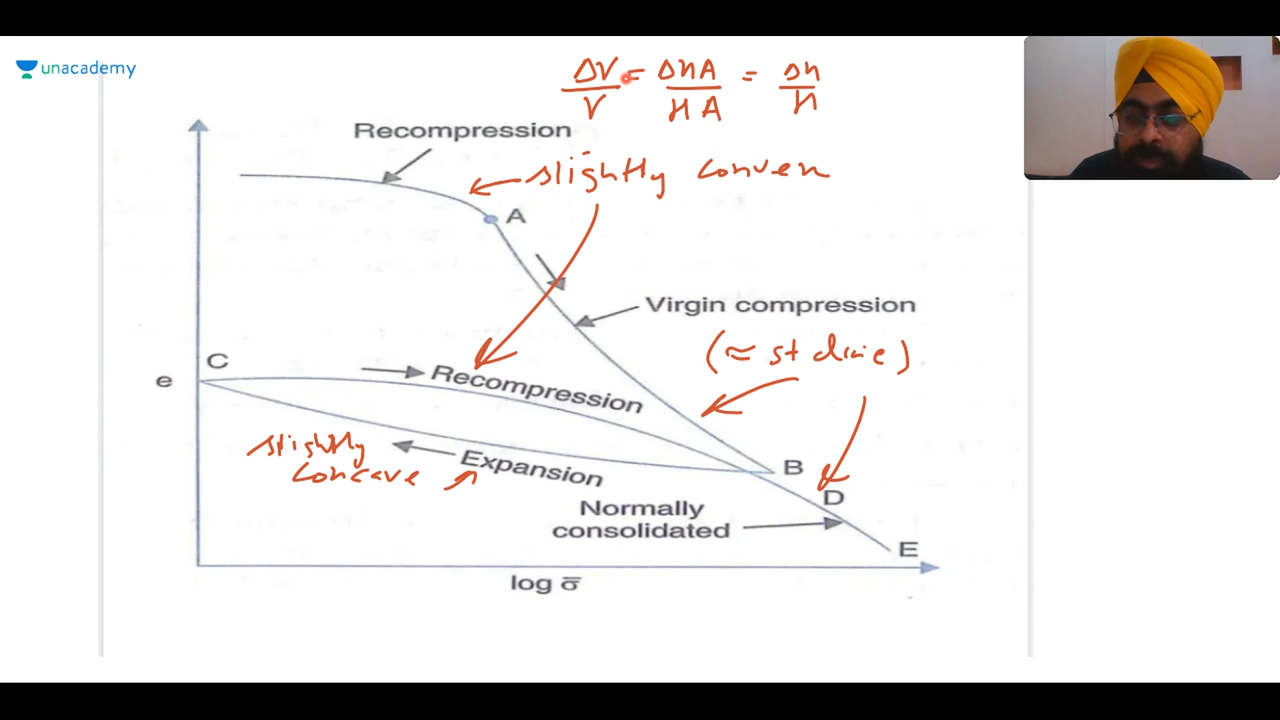 unacademy
ΔV/V = ΔHA/HA = ΔH/H
Recompression
slightly convex
A
Virgin compression
(≈ st line)
C
e
Recompression
slightly
concave
Expansion
B
D
Normally
consolidated
E
log σ̅